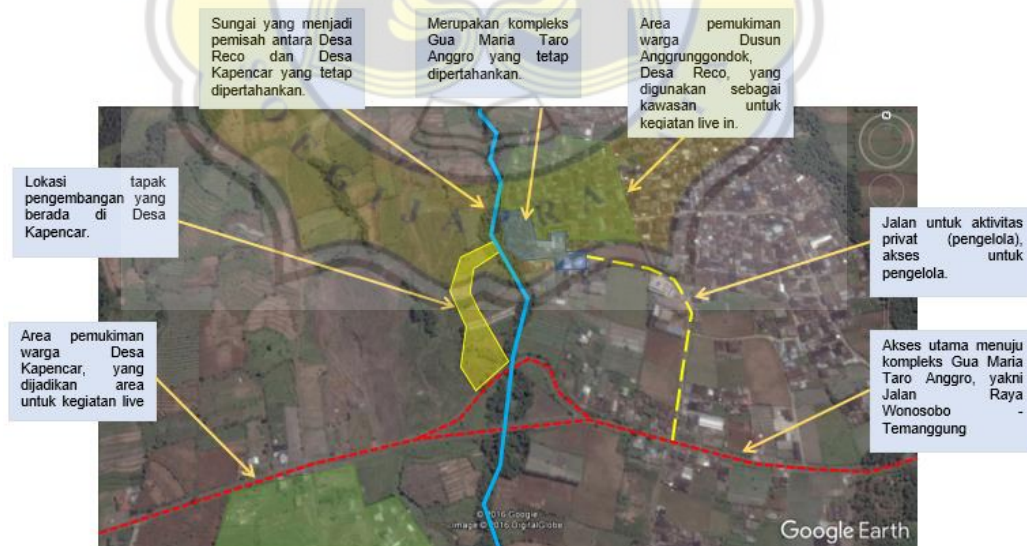 Sungai yang menjadi
pemisah antara Desa
Reco dan Desa
Kapencar yang tetap
dipertahankan.
Merupakan kompleks
Gua Maria Taro
Anggro yang tetap
dipertahankan.
Area pemukiman
warga Dusun
Anggrunggondok,
Desa Reco, yang
digunakan sebagai
kawasan untuk
kegiatan live in.
Lokasi tapak
pengembangan yang
berada di Desa
Kapencar.
Jalan untuk aktivitas
privat (pengelola),
akses untuk
pengelola.
Area pemukiman
warga Desa
Kapencar, yang
dijadikan area
untuk kegiatan live
Akses utama menuju
kompleks Gua Maria
Taro Anggro, yakni
Jalan Raya
Wonosobo -
Temanggung
© 2016 Google
Image © 2016 DigitalGlobe
Google Earth